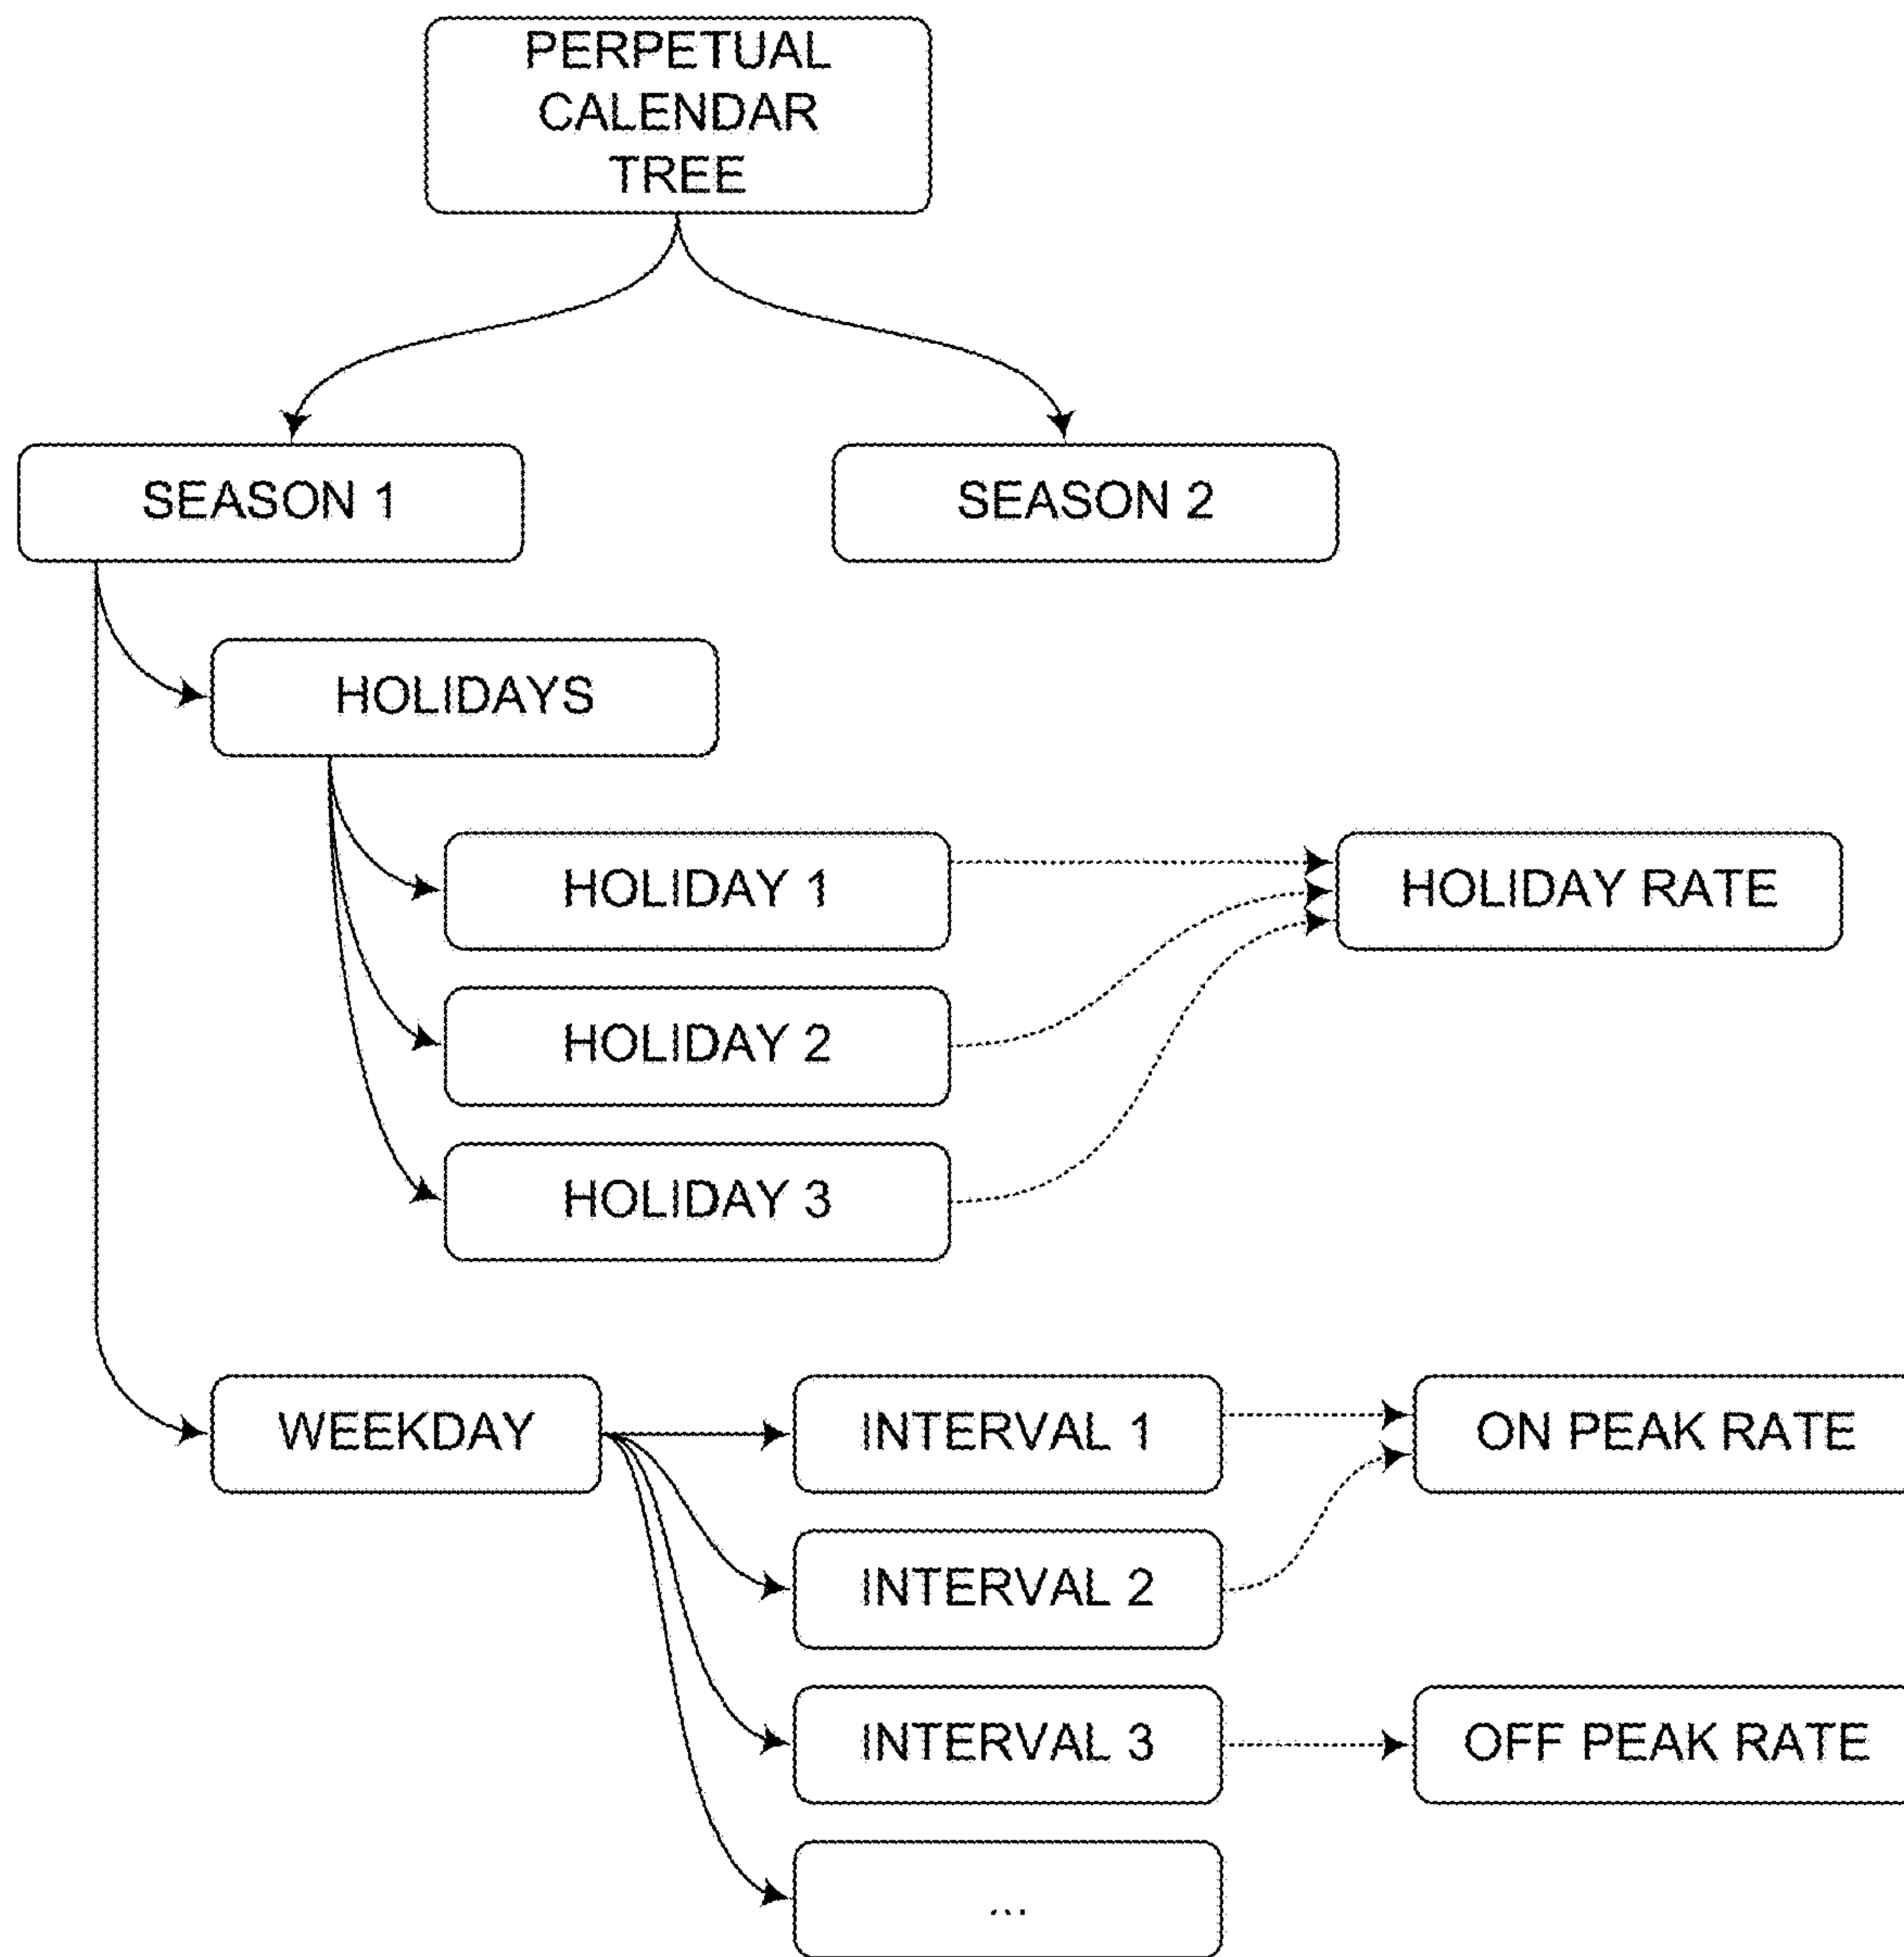 PERPETUAL
CALENDAR
TREE
SEASON 1
SEASON 2
HOLIDAYS
HOLIDAY 1
HOLIDAY RATE
HOLIDAY 2
HOLIDAY 3
WEEKDAY
INTERVAL 1
ON PEAK RATE
INTERVAL 2
INTERVAL 3
OFF PEAK RATE
...